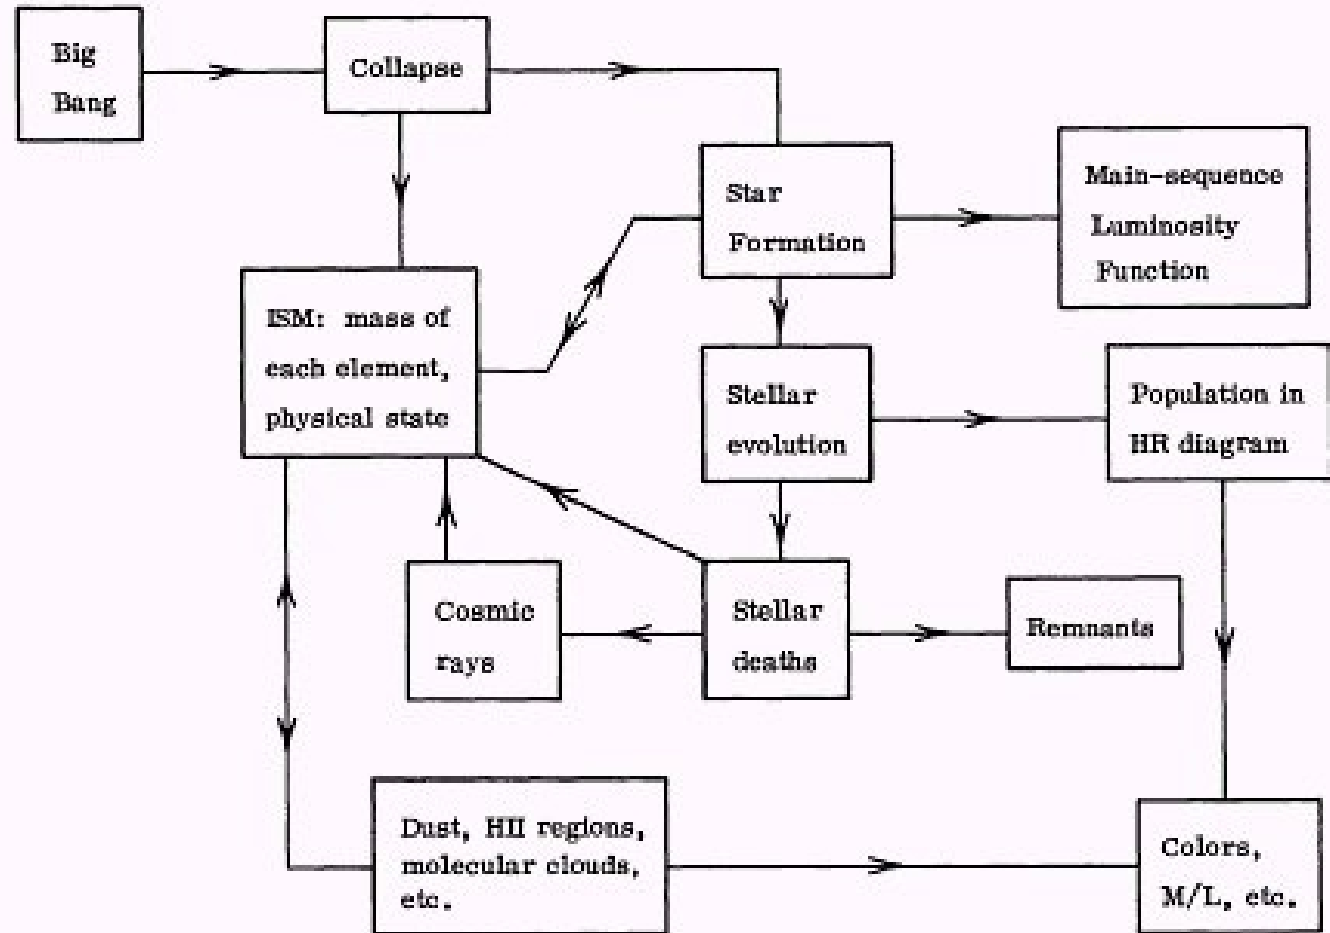 Big
Bang
Collapse
Star
Formation
Main-sequence
Luminosity
Function
ISM: mass of
each element,
physical state
Stellar
evolution
Population in
HR diagram
Cosmic
rays
Stellar
deaths
Remnants
Dust, HII regions,
molecular clouds,
etc.
Colors,
M/L, etc.